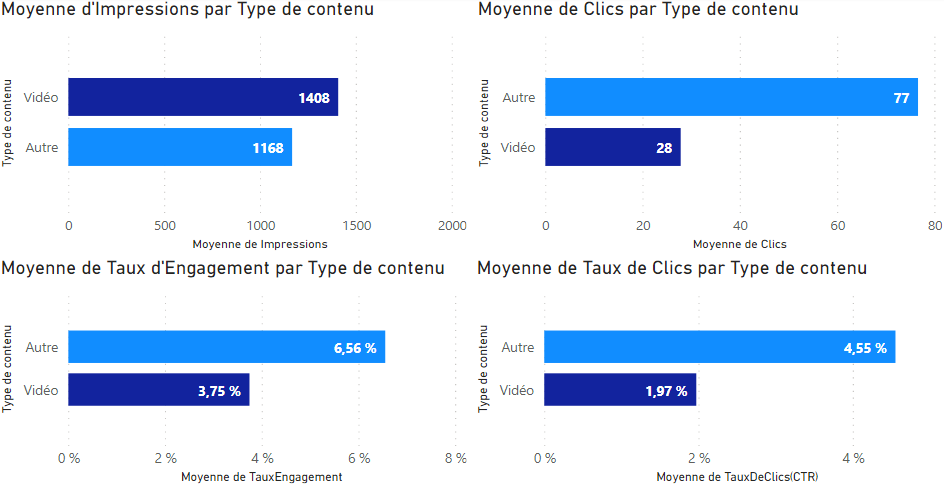 Moyenne d'Impressions par Type de contenu
Type de contenu
Vidéo
1408
Autre
1168
0 500 1000 1500 2000
Moyenne de Impressions
Moyenne de Clics par Type de contenu
Type de contenu
Autre
77
Vidéo
28
0 20 40 60 80
Moyenne de Clics
Moyenne de Taux d'Engagement par Type de contenu
Type de contenu
Autre
6,56 %
Vidéo
3,75 %
0 % 2 % 4 % 6 % 8 %
Moyenne de TauxEngagement
Moyenne de Taux de Clics par Type de contenu
Type de contenu
Autre
4,55 %
Vidéo
1,97 %
0 % 2 % 4 %
Moyenne de TauxDeClics(CTR)